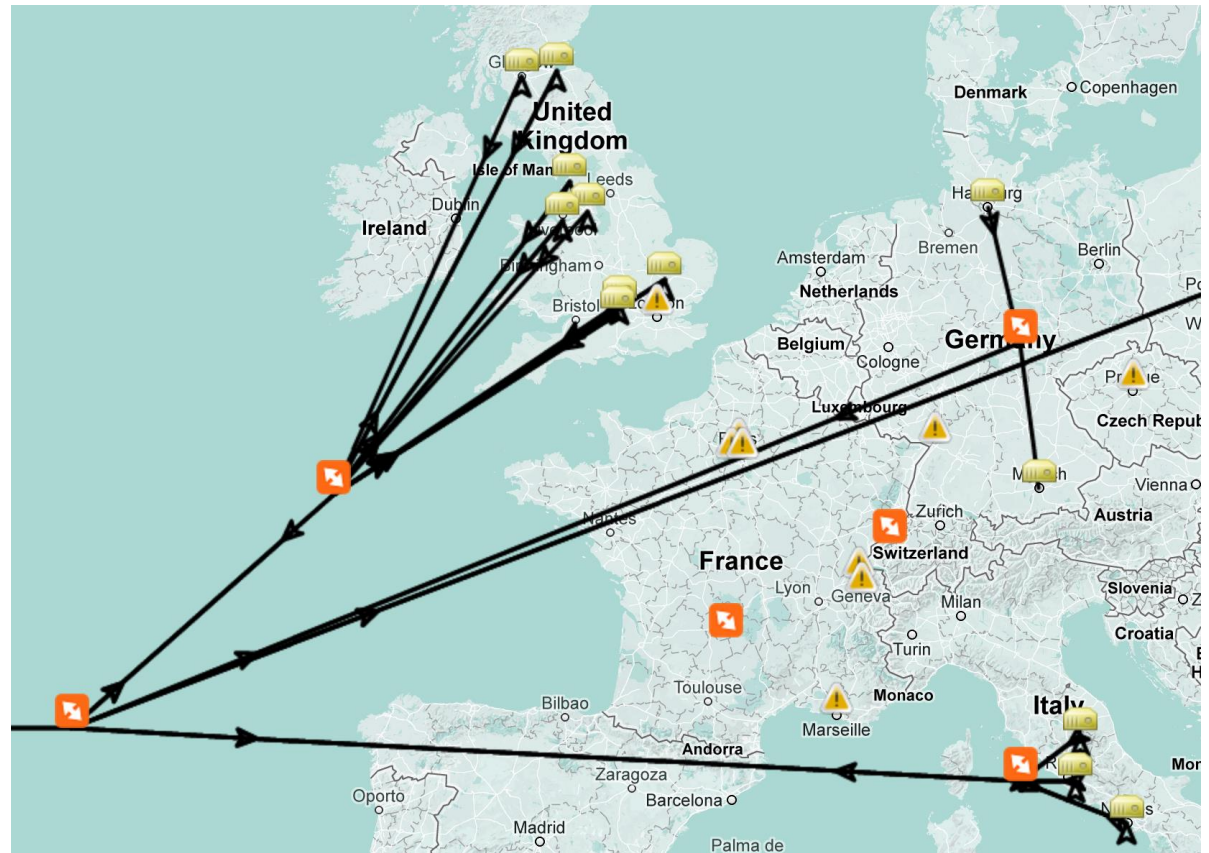 Denmark
Copenhagen
United
Kingdom
Isle of Man
Leeds
Dublin
Ireland
Bremen
Berlin
Birmingham
Amsterdam
Netherlands
Bristol
Belgium
Germany
Cologne
Luxembourg
Czech Repub
Vienna
Nantes
Zurich
Austria
Switzerland
France
Lyon
Geneva
Slovenia
Milan
Croatia
Turin
Toulouse
Monaco
Bilbao
Italy
Marseille
Andorra
Zaragoza
Mon
Oporto
Barcelona
Madrid
Palma de